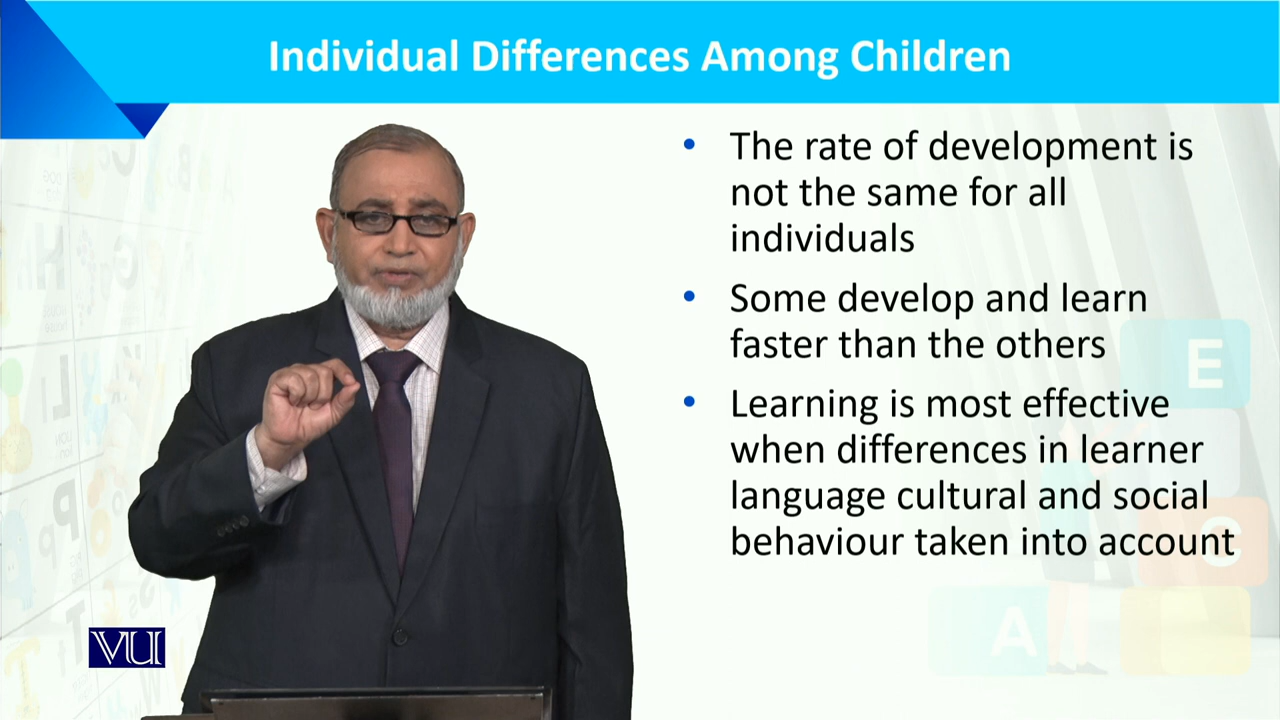 Individual Differences Among Children
• The rate of development is
not the same for all
individuals
• Some develop and learn
faster than the others
• Learning is most effective
when differences in learner
language cultural and social
behaviour taken into account
E
C
A
VU